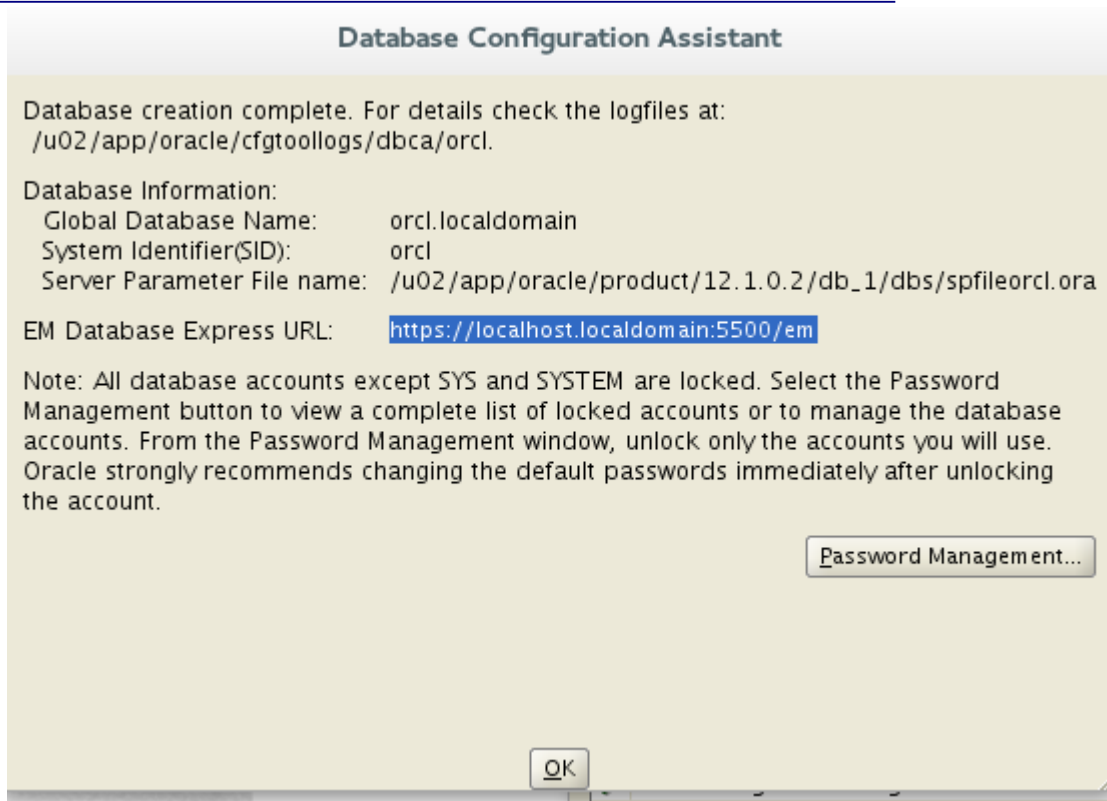 Database Configuration Assistant
Database creation complete. For details check the logfiles at:
/u02/app/oracle/cfgtoollogs/dbca/orcl.
Database Information:
Global Database Name: orcl.localdomain
System Identifier(SID): orcl
Server Parameter File name: /u02/app/oracle/product/12.1.0.2/db_1/dbs/spfileorcl.ora
EM Database Express URL: https://localhost.localdomain:5500/em
Note: All database accounts except SYS and SYSTEM are locked. Select the Password
Management button to view a complete list of locked accounts or to manage the database
accounts. From the Password Management window, unlock only the accounts you will use.
Oracle strongly recommends changing the default passwords immediately after unlocking
the account.
Password Management...
OK